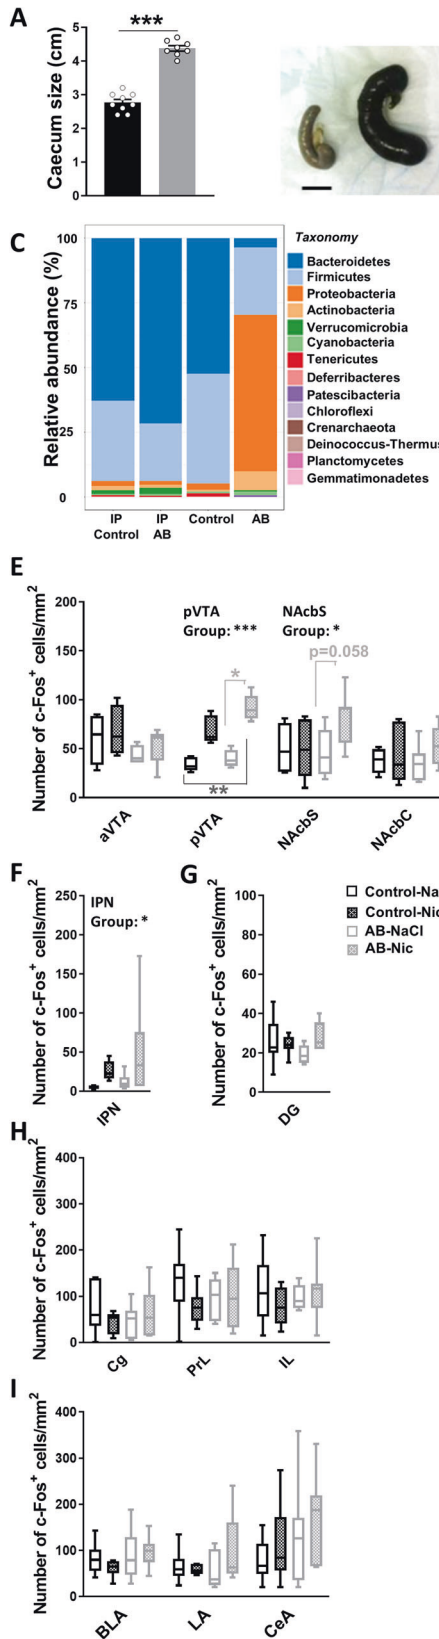 A
***
Caecum size (cm)
5
4
3
2
1
0
C
Relative abundance (%)
100
75
50
25
0
IP Control
IP AB
Control
AB
Taxonomy
Bacteroidetes
Firmicutes
Proteobacteria
Actinobacteria
Verrucomicrobia
Cyanobacteria
Tenericutes
Deferribacteres
Patescibacteria
Chloroflexi
Crenarchaeota
Deinococcus-Thermus
Planctomycetes
Gemmatimonadetes
E
Number of c-Fos+ cells/mm2
200
150
100
50
0
pVTA
Group: ***
NAcbS
Group: *
p=0.058
*
**
aVTA
pVTA
NAcbS
NAcbC
F
Number of c-Fos+ cells/mm2
250
200
150
100
50
0
IPN
Group: *
IPN
G
Number of c-Fos+ cells/mm2
100
80
60
40
20
0
DG
Control-Na
Control-Nic
AB-NaCl
AB-Nic
H
Number of c-Fos+ cells/mm2
400
300
200
100
0
Cg
PrL
IL
I
Number of c-Fos+ cells/mm2
400
300
200
100
0
BLA
LA
CeA